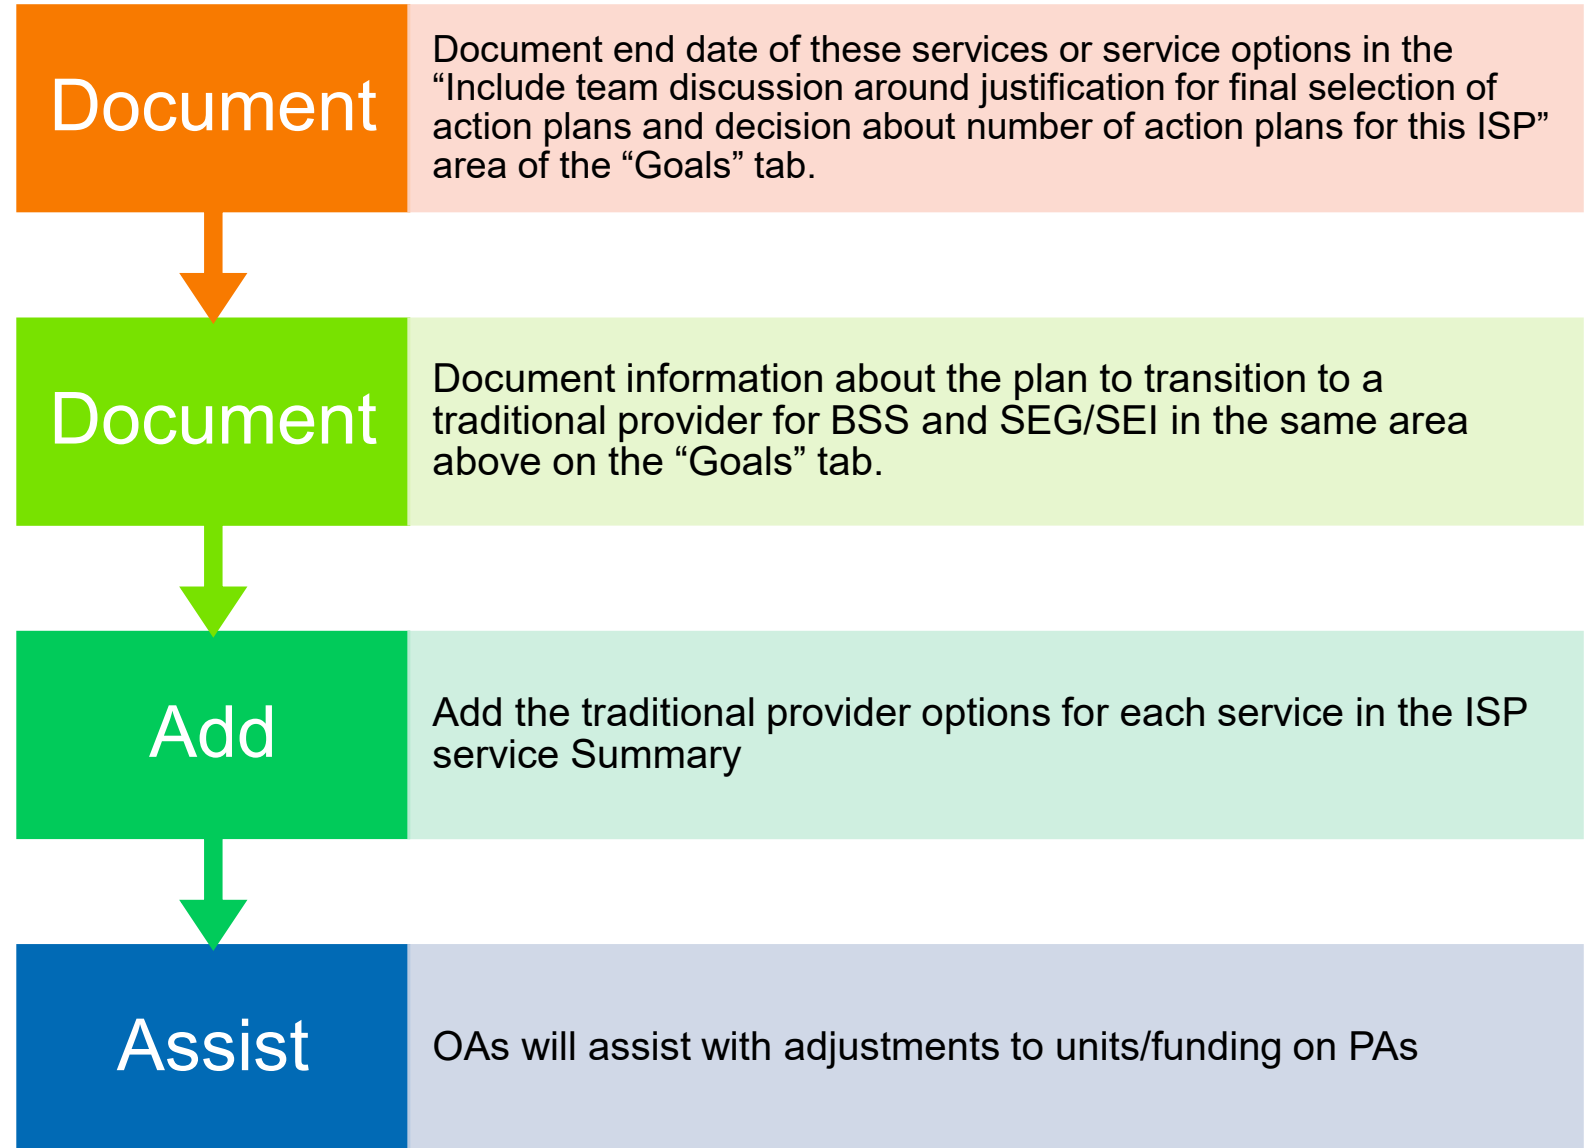 Document
Document end date of these services or service options in the
“Include team discussion around justification for final selection of
action plans and decision about number of action plans for this ISP”
area of the “Goals” tab.
Document
Document information about the plan to transition to a
traditional provider for BSS and SEG/SEI in the same area
above on the “Goals” tab.
Add
Add the traditional provider options for each service in the ISP
service Summary
Assist
OAs will assist with adjustments to units/funding on PAs